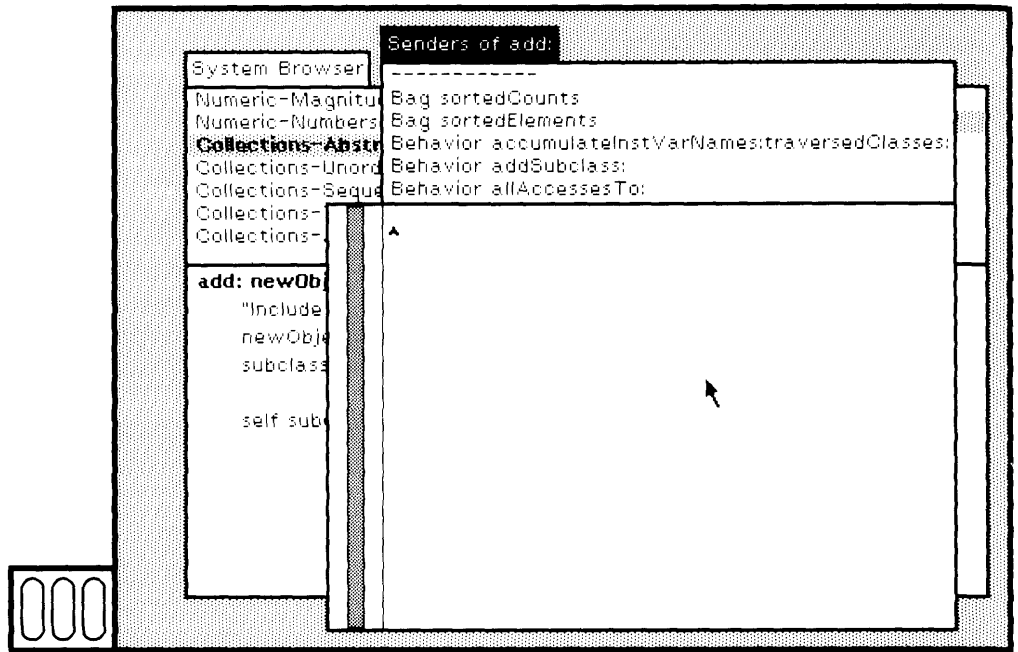 Senders of add:
------------
Bag sortedCounts
Bag sortedElements
Behavior accumulateInstVarNames:traversedClasses:
Behavior addSubclass:
Behavior allAccessesTo:
System Browser
Numeric-Magnitu
Numeric-Numbers
Collections-Abstr
Collections-Unord
Collections-Seque
Collections-
Collections-
add: newObj
"Include
newObje
subclass
self sub